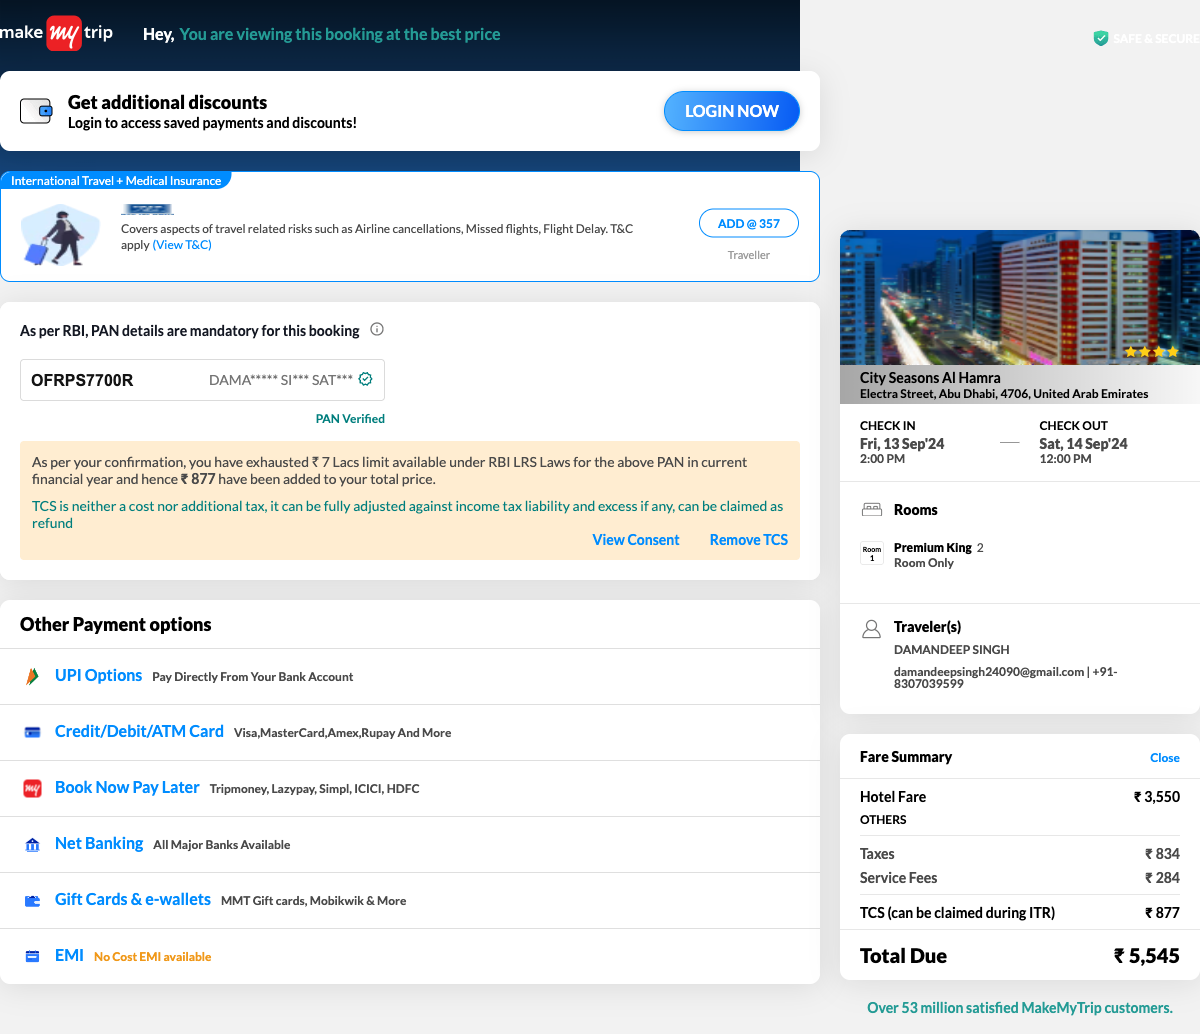 make my trip
Hey, You are viewing this booking at the best price
SAFE & SECURE
Get additional discounts
Login to access saved payments and discounts!
LOGIN NOW
International Travel + Medical Insurance
Covers aspects of travel related risks such as Airline cancellations, Missed flights, Flight Delay. T&C
apply (View T&C)
ADD @ 357
Traveller
As per RBI, PAN details are mandatory for this booking
OFRPS7700R
DAMA***** SI*** SAT***
PAN Verified
As per your confirmation, you have exhausted ₹ 7 Lacs limit available under RBI LRS Laws for the above PAN in current
financial year and hence ₹ 877 have been added to your total price.
TCS is neither a cost nor additional tax, it can be fully adjusted against income tax liability and excess if any, can be claimed as
refund
View Consent
Remove TCS
Other Payment options
UPI Options Pay Directly From Your Bank Account
Credit/Debit/ATM Card Visa,MasterCard,Amex,Rupay And More
my Book Now Pay Later Tripmoney, Lazypay, Simpl, ICICI, HDFC
Net Banking All Major Banks Available
Gift Cards & e-wallets MMT Gift cards, Mobikwik & More
EMI No Cost EMI available
City Seasons Al Hamra
Electra Street, Abu Dhabi, 4706, United Arab Emirates
CHECK IN
Fri, 13 Sep'24
2:00 PM
CHECK OUT
Sat, 14 Sep'24
12:00 PM
Rooms
Room
1
Premium King 2
Room Only
Traveler(s)
DAMANDEEP SINGH
damandeepsingh24090@gmail.com | +91-
8307039599
Fare Summary
Close
Hotel Fare ₹ 3,550
OTHERS
Taxes ₹ 834
Service Fees ₹ 284
TCS (can be claimed during ITR) ₹ 877
Total Due ₹ 5,545
Over 53 million satisfied MakeMyTrip customers.